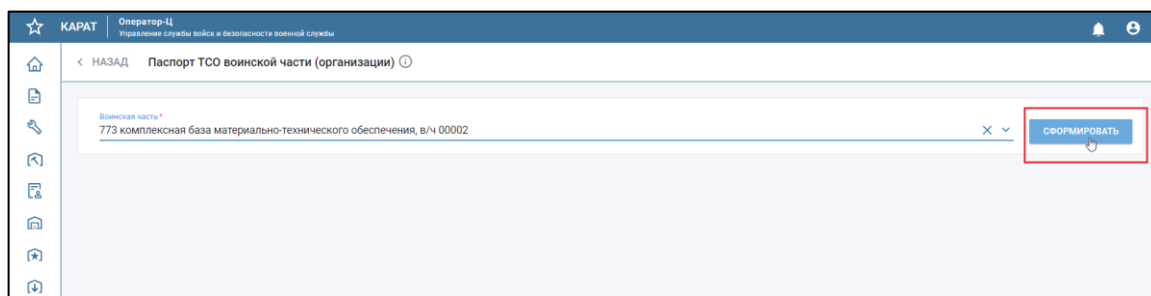 КАРАТ
Оператор-Ц
Управление службы войск и безопасности военной службы
НАЗАД Паспорт ТСО воинской части (организации)
Воинская часть*
773 комплексная база материально-технического обеспечения, в/ч 00002
СФОРМИРОВАТЬ